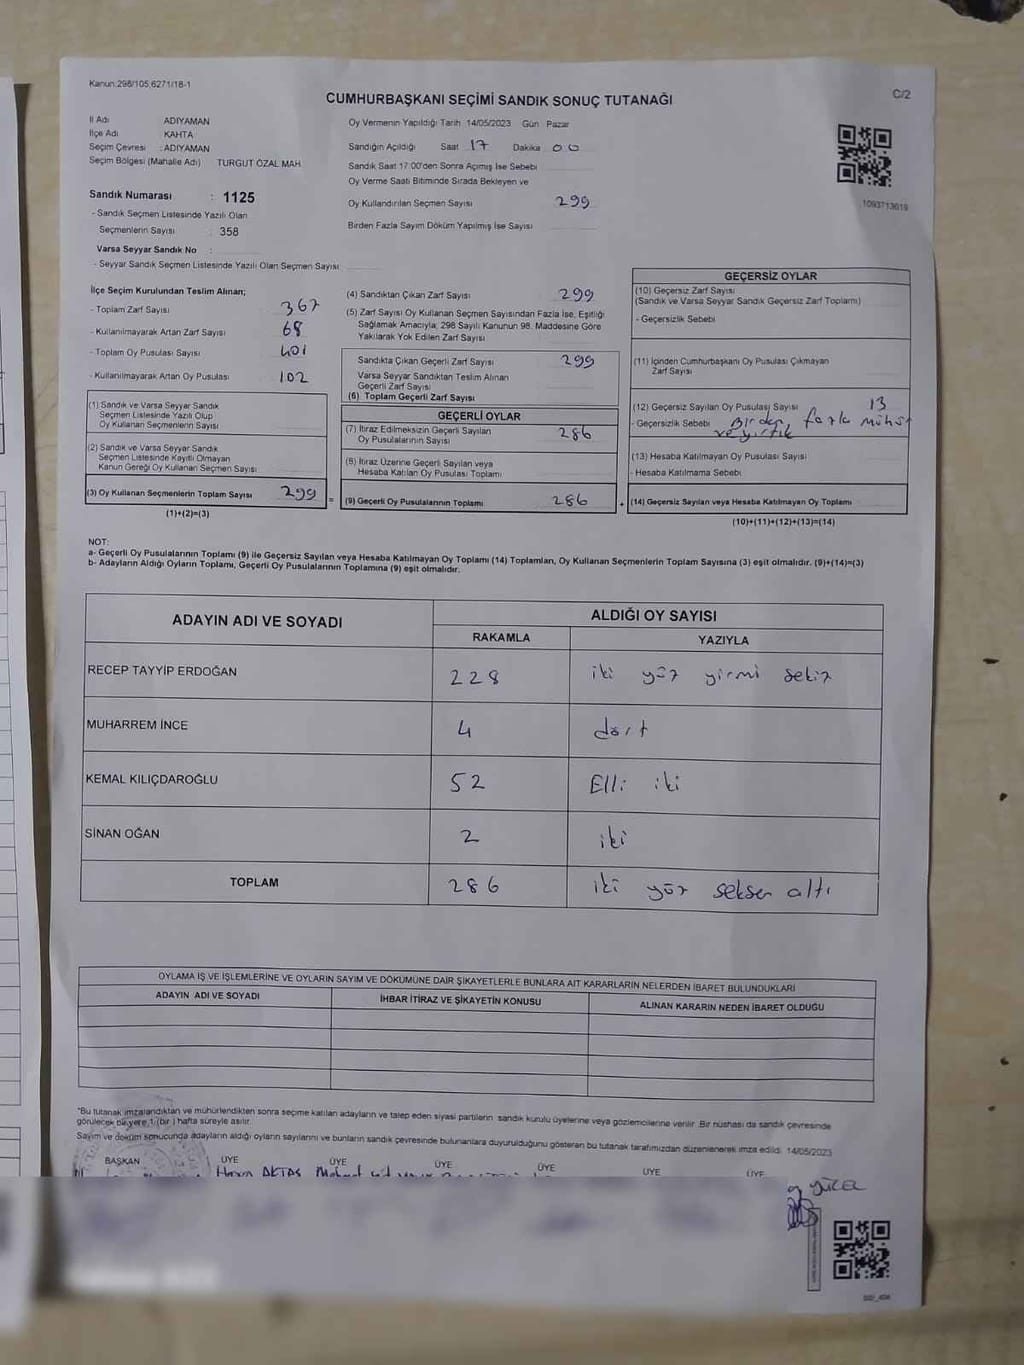 Kanun:298/105,6271/18-1
C/2
CUMHURBAŞKANI SEÇİMİ SANDIK SONUÇ TUTANAĞI
İl Adı ADIYAMAN
İlçe Adı KAHTA
Seçim Çevresi : ADIYAMAN
Seçim Bölgesi (Mahalle Adı) TURGUT ÖZAL MAH.
Sandık Numarası : 1125
- Sandık Seçmen Listesinde Yazılı Olan
Seçmenlerin Sayısı : 358
Varsa Seyyar Sandık No :
- Seyyar Sandık Seçmen Listesinde Yazılı Olan Seçmen Sayısı
Oy Vermenin Yapıldığı Tarih 14/05/2023 Gün Pazar
Sandığın Açıldığı Saat 17 Dakika 00
Sandık Saat 17:00'den Sonra Açımış İse Sebebi
Oy Verme Saati Bitiminde Sırada Bekleyen ve
Oy Kullandırılan Seçmen Sayısı 299
Birden Fazla Sayım Döküm Yapılmış İse Sayısı
1093713619
İlçe Seçim Kurulundan Teslim Alınan;
- Toplam Zarf Sayısı 367
- Kullanılmayarak Artan Zarf Sayısı 68
- Toplam Oy Pusulası Sayısı 401
- Kullanılmayarak Artan Oy Pusulası 102
(1) Sandık ve Varsa Seyyar Sandık
Seçmen Listesinde Yazılı Olup
Oy Kullanan Seçmenlerin Sayısı
(2) Sandık ve Varsa Seyyar Sandık
Seçmen Listesinde Kayıtlı Olmayan
Kanun Gereği Oy Kullanan Seçmen Sayısı
(3) Oy Kullanan Seçmenlerin Toplam Sayısı 299 =
(1)+(2)=(3)
(4) Sandıktan Çıkan Zarf Sayısı 299
(5) Zarf Sayısı Oy Kullanan Seçmen Sayısından Fazla İse, Eşitliği
Sağlamak Amacıyla; 298 Sayılı Kanunun 98. Maddesine Göre
Yakılarak Yok Edilen Zarf Sayısı
Sandıkta Çıkan Geçerli Zarf Sayısı 299
Varsa Seyyar Sandıktan Teslim Alınan
Geçerli Zarf Sayısı
(6) Toplam Geçerli Zarf Sayısı
GEÇERLİ OYLAR
(7) İtiraz Edilmeksizin Geçerli Sayılan
Oy Pusulalarının Sayısı 286
(8) İtiraz Üzerine Geçerli Sayılan veya
Hesaba Katılan Oy Pusulası Toplamı
(9) Geçerli Oy Pusulalarının Toplamı 286 +
GEÇERSİZ OYLAR
(10) Geçersiz Zarf Sayısı
(Sandık ve Varsa Seyyar Sandık Geçersiz Zarf Toplamı)
- Geçersizlik Sebebi
(11) İçinden Cumhurbaşkanı Oy Pusulası Çıkmayan
Zarf Sayısı
(12) Geçersiz Sayılan Oy Pusulası Sayısı 13
- Geçersizlik Sebebi Birden fazla mühür
ve yırtık
(13) Hesaba Katılmayan Oy Pusulası Sayısı
- Hesaba Katılmama Sebebi
(14) Geçersiz Sayılan veya Hesaba Katılmayan Oy Toplamı
(10)+(11)+(12)+(13)=(14)
NOT:
a- Geçerli Oy Pusulalarının Toplamı (9) ile Geçersiz Sayılan veya Hesaba Katılmayan Oy Toplamı (14) Toplamları, Oy Kullanan Seçmenlerin Toplam Sayısına (3) eşit olmalıdır. (9)+(14)=(3)
b- Adayların Aldığı Oyların Toplamı, Geçerli Oy Pusulalarının Toplamına (9) eşit olmalıdır.
ADAYIN ADI VE SOYADI ALDIĞI OY SAYISI
RAKAMLA YAZIYLA
RECEP TAYYİP ERDOĞAN 228 iki yüz yirmi sekiz
MUHARREM İNCE 4 dört
KEMAL KILIÇDAROĞLU 52 Elli iki
SİNAN OĞAN 2 iki
TOPLAM 286 iki yüz seksen altı
OYLAMA İŞ VE İŞLEMLERİNE VE OYLARIN SAYIM VE DÖKÜMÜNE DAİR ŞİKAYETLERLE BUNLARA AİT KARARLARIN NELERDEN İBARET BULUNDUKLARI
ADAYIN ADI VE SOYADI İHBAR İTİRAZ VE ŞİKAYETİN KONUSU ALINAN KARARIN NEDEN İBARET OLDUĞU
*Bu tutanak imzalandıktan ve mühürlendikten sonra seçime katılan adayların ve talep eden siyasi partilerin sandık kurulu üyelerine veya gözlemcilerine verilir. Bir nüshası da sandık çevresinde
görülecek bir yere 1 (bir ) hafta süreyle asılır.
Sayım ve döküm sonucunda adayların aldığı oyların sayılarını ve bunların sandık çevresinde bulunanlara duyurulduğunu gösteren bu tutanak tarafımızdan düzenlenerek imza edildi. 14/05/2023
BAŞKAN ÜYE ÜYE ÜYE ÜYE ÜYE ÜYE
AKTAŞ
YÜCEL